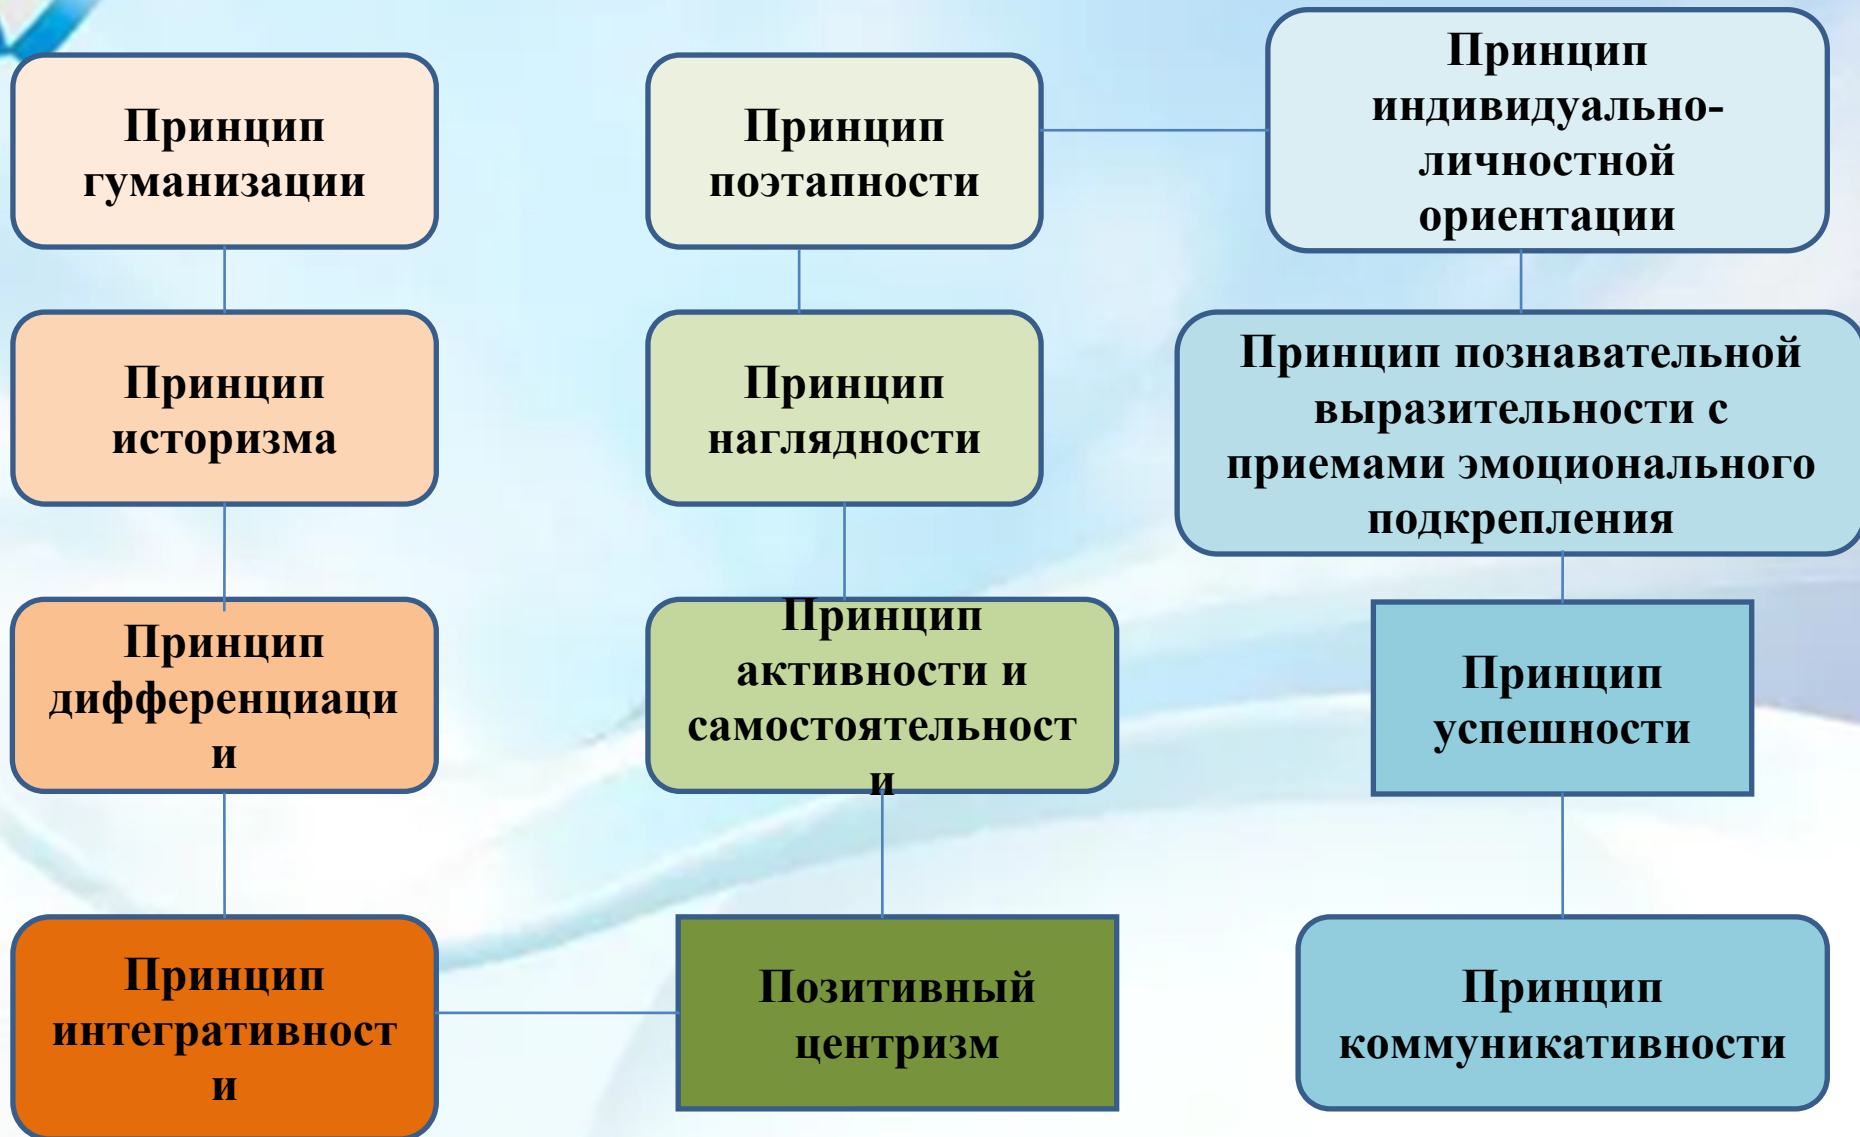 Принцип
гуманизации
Принцип
историзма
Принцип
дифференциаци
и
Принцип
интегративност
и
Принцип
поэтапности
Принцип
наглядности
Принцип
активности и
самостоятельност
и
Позитивный
центризм
Принцип
индивидуально-
личностной
ориентации
Принцип познавательной
выразительности с
приемами эмоционального
подкрепления
Принцип
успешности
Принцип
коммуникативности